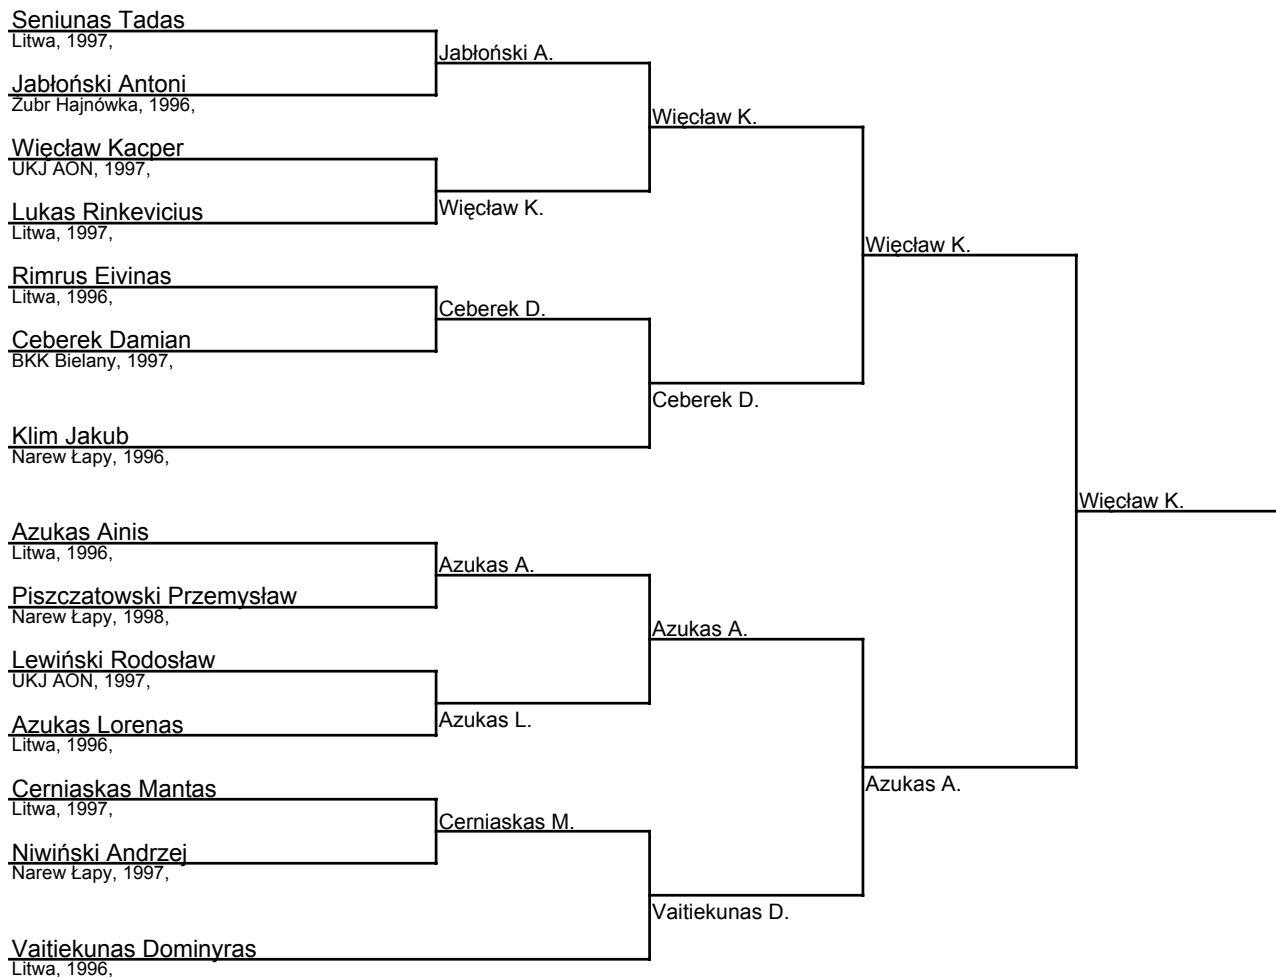 Seniunas Tadas
Litwa, 1997,
Jabłoński A.
Jabłoński Antoni
Żubr Hajnówka, 1996,
Więcław K.
Więcław Kacper
UKJ AON, 1997,
Lukas Rinkevicius
Więcław K.
Litwa, 1997,
Więcław K.
Rimrus Eivinas
Litwa, 1996,
Ceberek D.
Ceberek Damian
BKK Bielany, 1997,
Ceberek D.
Klim Jakub
Narew Łapy, 1996,
Więcław K.
Azukas Ainis
Litwa, 1996,
Azukas A.
Piszczatowski Przemysław
Narew Łapy, 1998,
Azukas A.
Lewiński Rodosław
UKJ AON, 1997,
Azukas Lorenas
Azukas L.
Litwa, 1996,
Azukas A.
Cerniaskas Mantas
Litwa, 1997,
Cerniaskas M.
Niwiński Andrzej
Narew Łapy, 1997,
Vaitiekunas D.
Vaitiekunas Dominyras
Litwa, 1996,